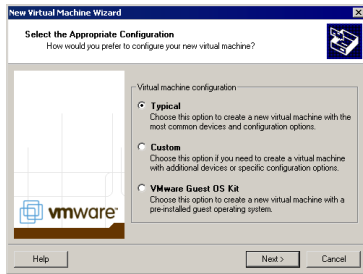 New Virtual Machine Wizard
Select the Appropriate Configuration
How would you prefer to configure your new virtual machine?
Virtual machine configuration
Typical
Choose this option to create a new virtual machine with the
most common devices and configuration options.
Custom
Choose this option if you need to create a virtual machine
with additional devices or specific configuration options.
VMware Guest OS Kit
Choose this option to create a new virtual machine with a
pre-installed guest operating system.
vmware
Help
Next >
Cancel